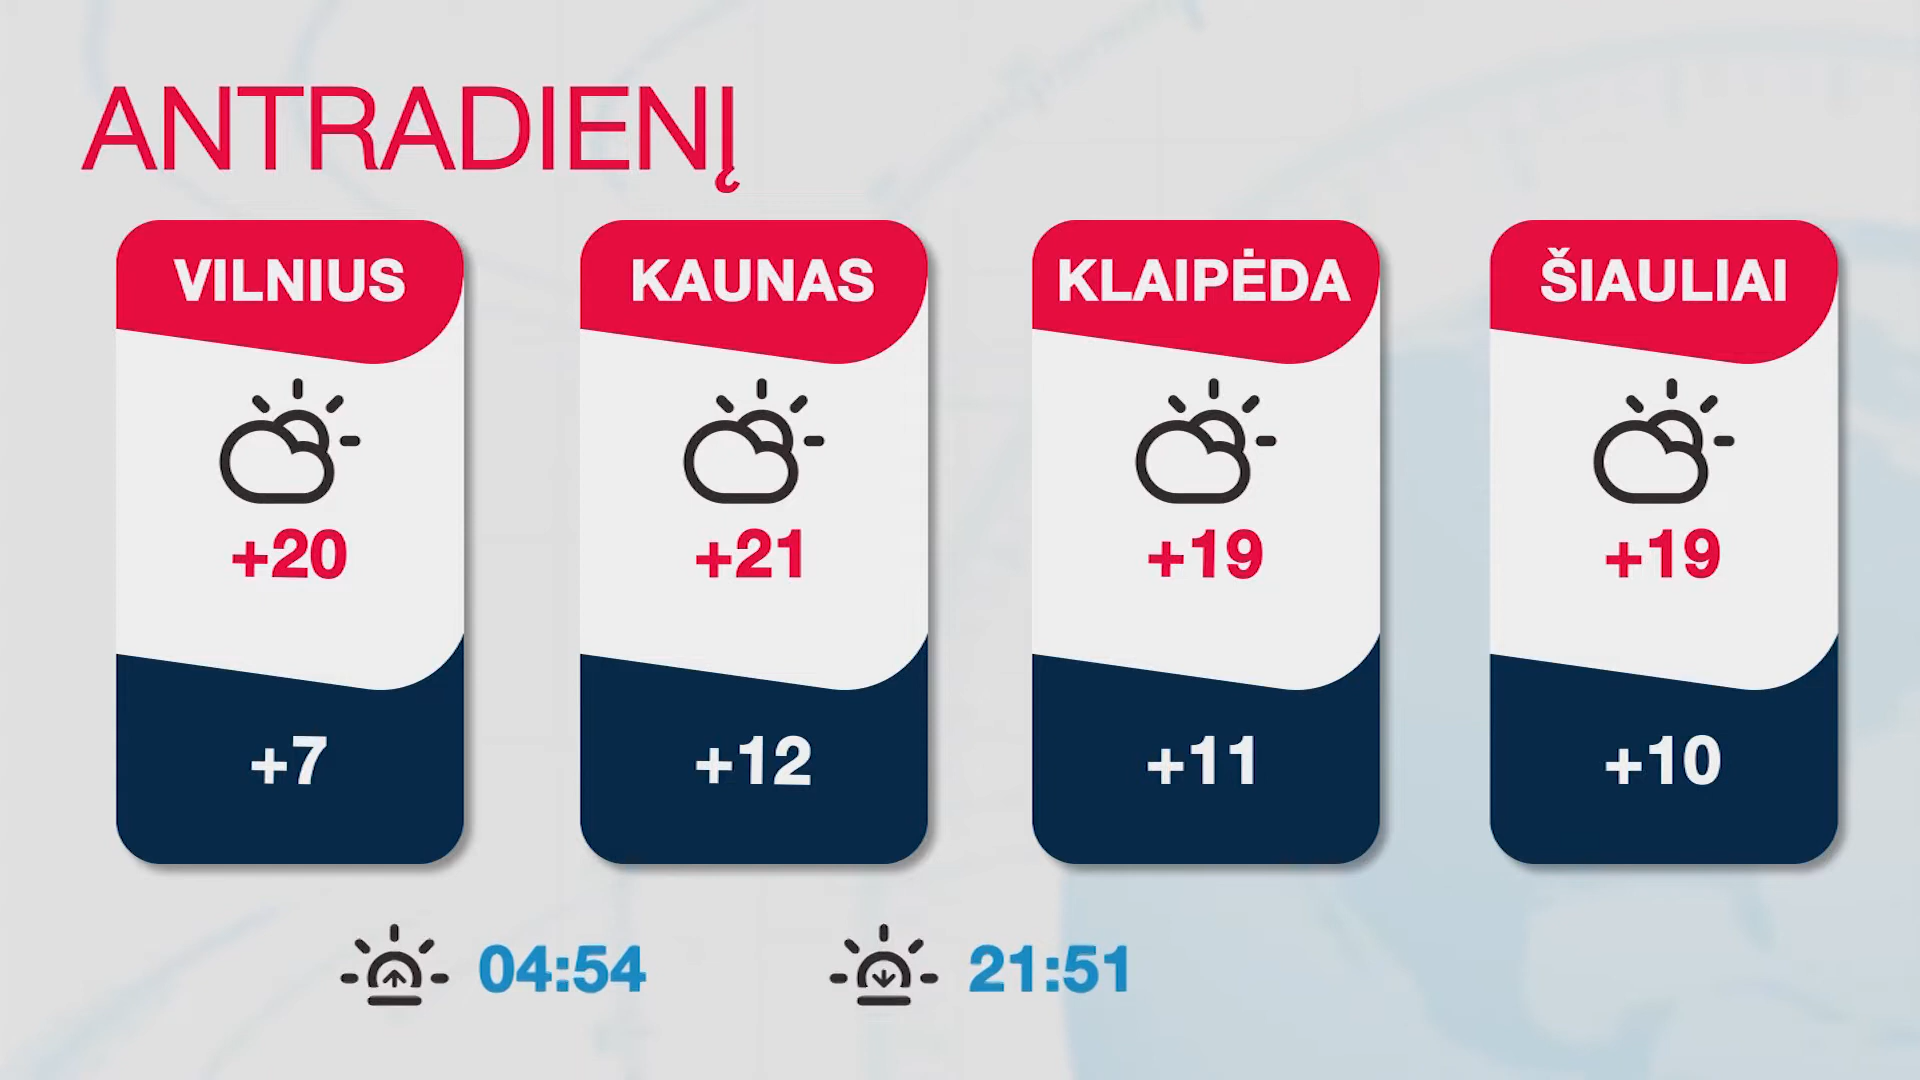 ANTRADIENĮ
VILNIUS
KAUNAS
KLAIPĖDA
ŠIAULIAI
+20
+21
+19
+19
+7
+12
+11
+10
04:54
21:51